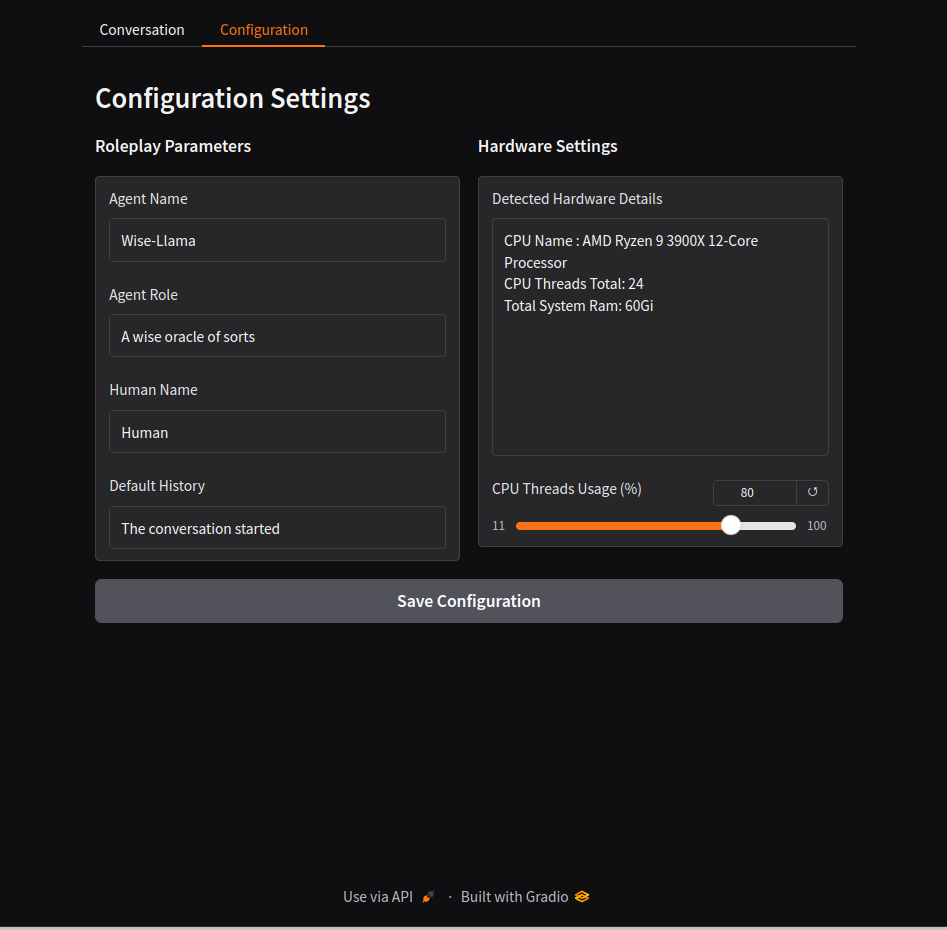 Conversation
Configuration
Configuration Settings
Roleplay Parameters
Agent Name
Wise-Llama
Agent Role
A wise oracle of sorts
Human Name
Human
Default History
The conversation started
Hardware Settings
Detected Hardware Details
CPU Name : AMD Ryzen 9 3900X 12-Core
Processor
CPU Threads Total: 24
Total System Ram: 60Gi
CPU Threads Usage (%)
80
11
100
Save Configuration
Use via API · Built with Gradio